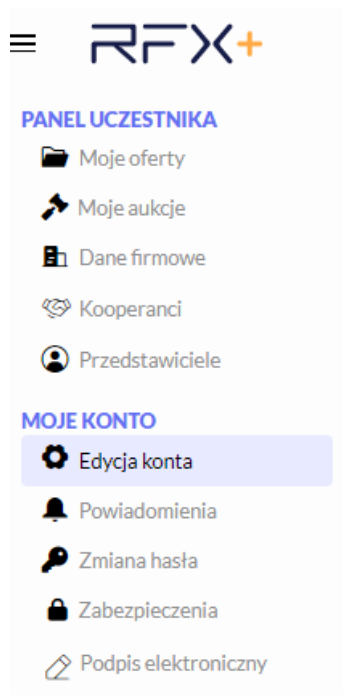 RFX+
PANEL UCZESTNIKA
Moje oferty
Moje aukcje
Dane firmowe
Kooperanci
Przedstawiciele
MOJE KONTO
Edycja konta
Powiadomienia
Zmiana hasła
Zabezpieczenia
Podpis elektroniczny